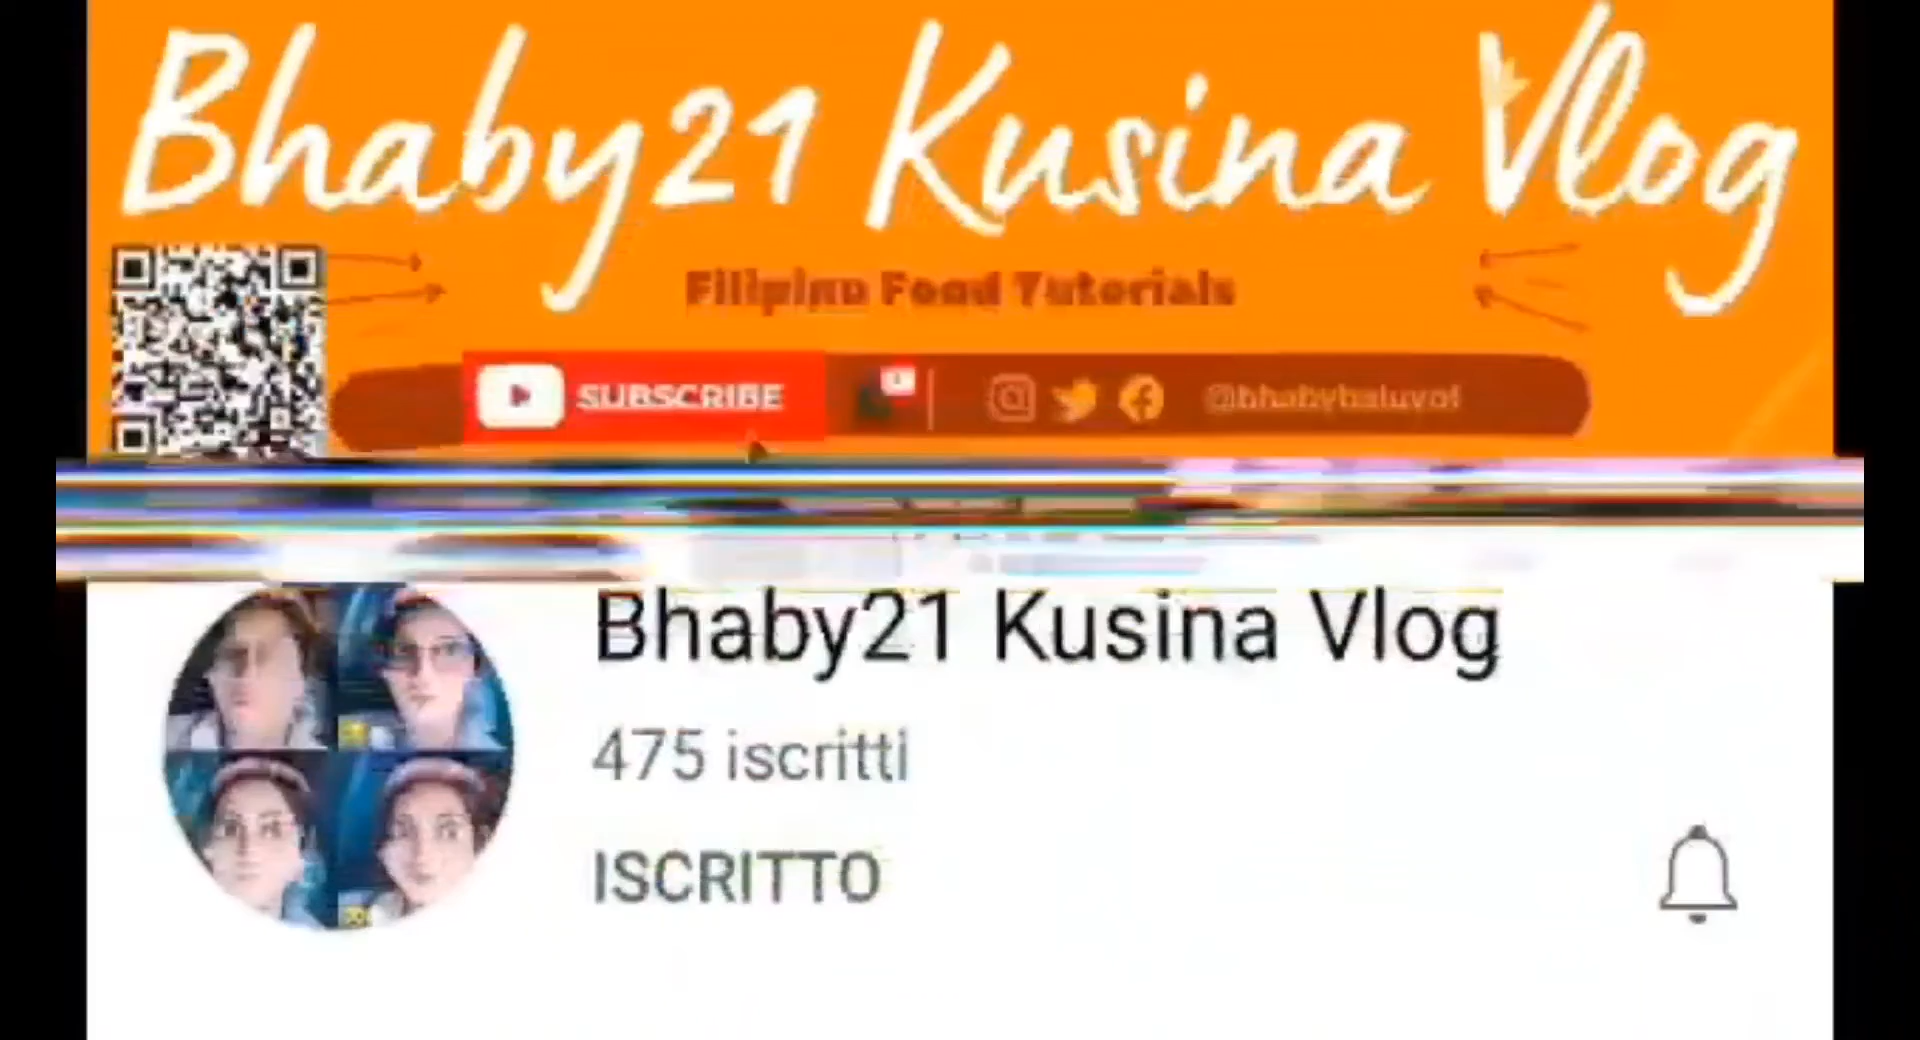 Bhaby21 Kusina Vlog
Filipino Food Tutorials
SUBSCRIBE
Bhaby21 Kusina Vlog
475 iscritti
ISCRITTO